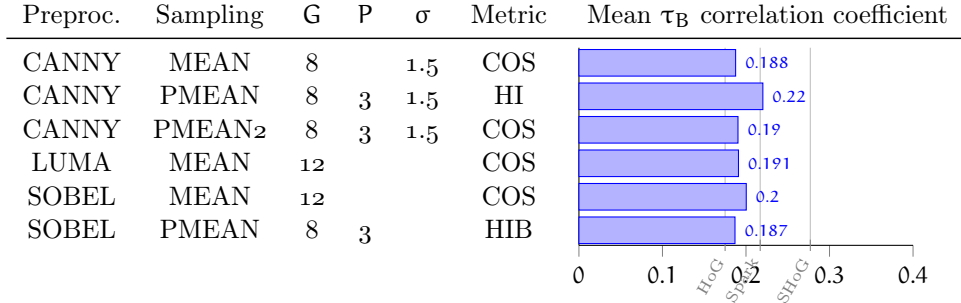 Preproc. Sampling G P σ Metric Mean τB correlation coefficient
CANNY MEAN 8 1.5 COS 0.188
CANNY PMEAN 8 3 1.5 HI 0.22
CANNY PMEAN2 8 3 1.5 COS 0.19
LUMA MEAN 12 COS 0.191
SOBEL MEAN 12 COS 0.2
SOBEL PMEAN 8 3 HIB 0.187
0 0.1 0.2 0.3 0.4
HoG Spark SHoG